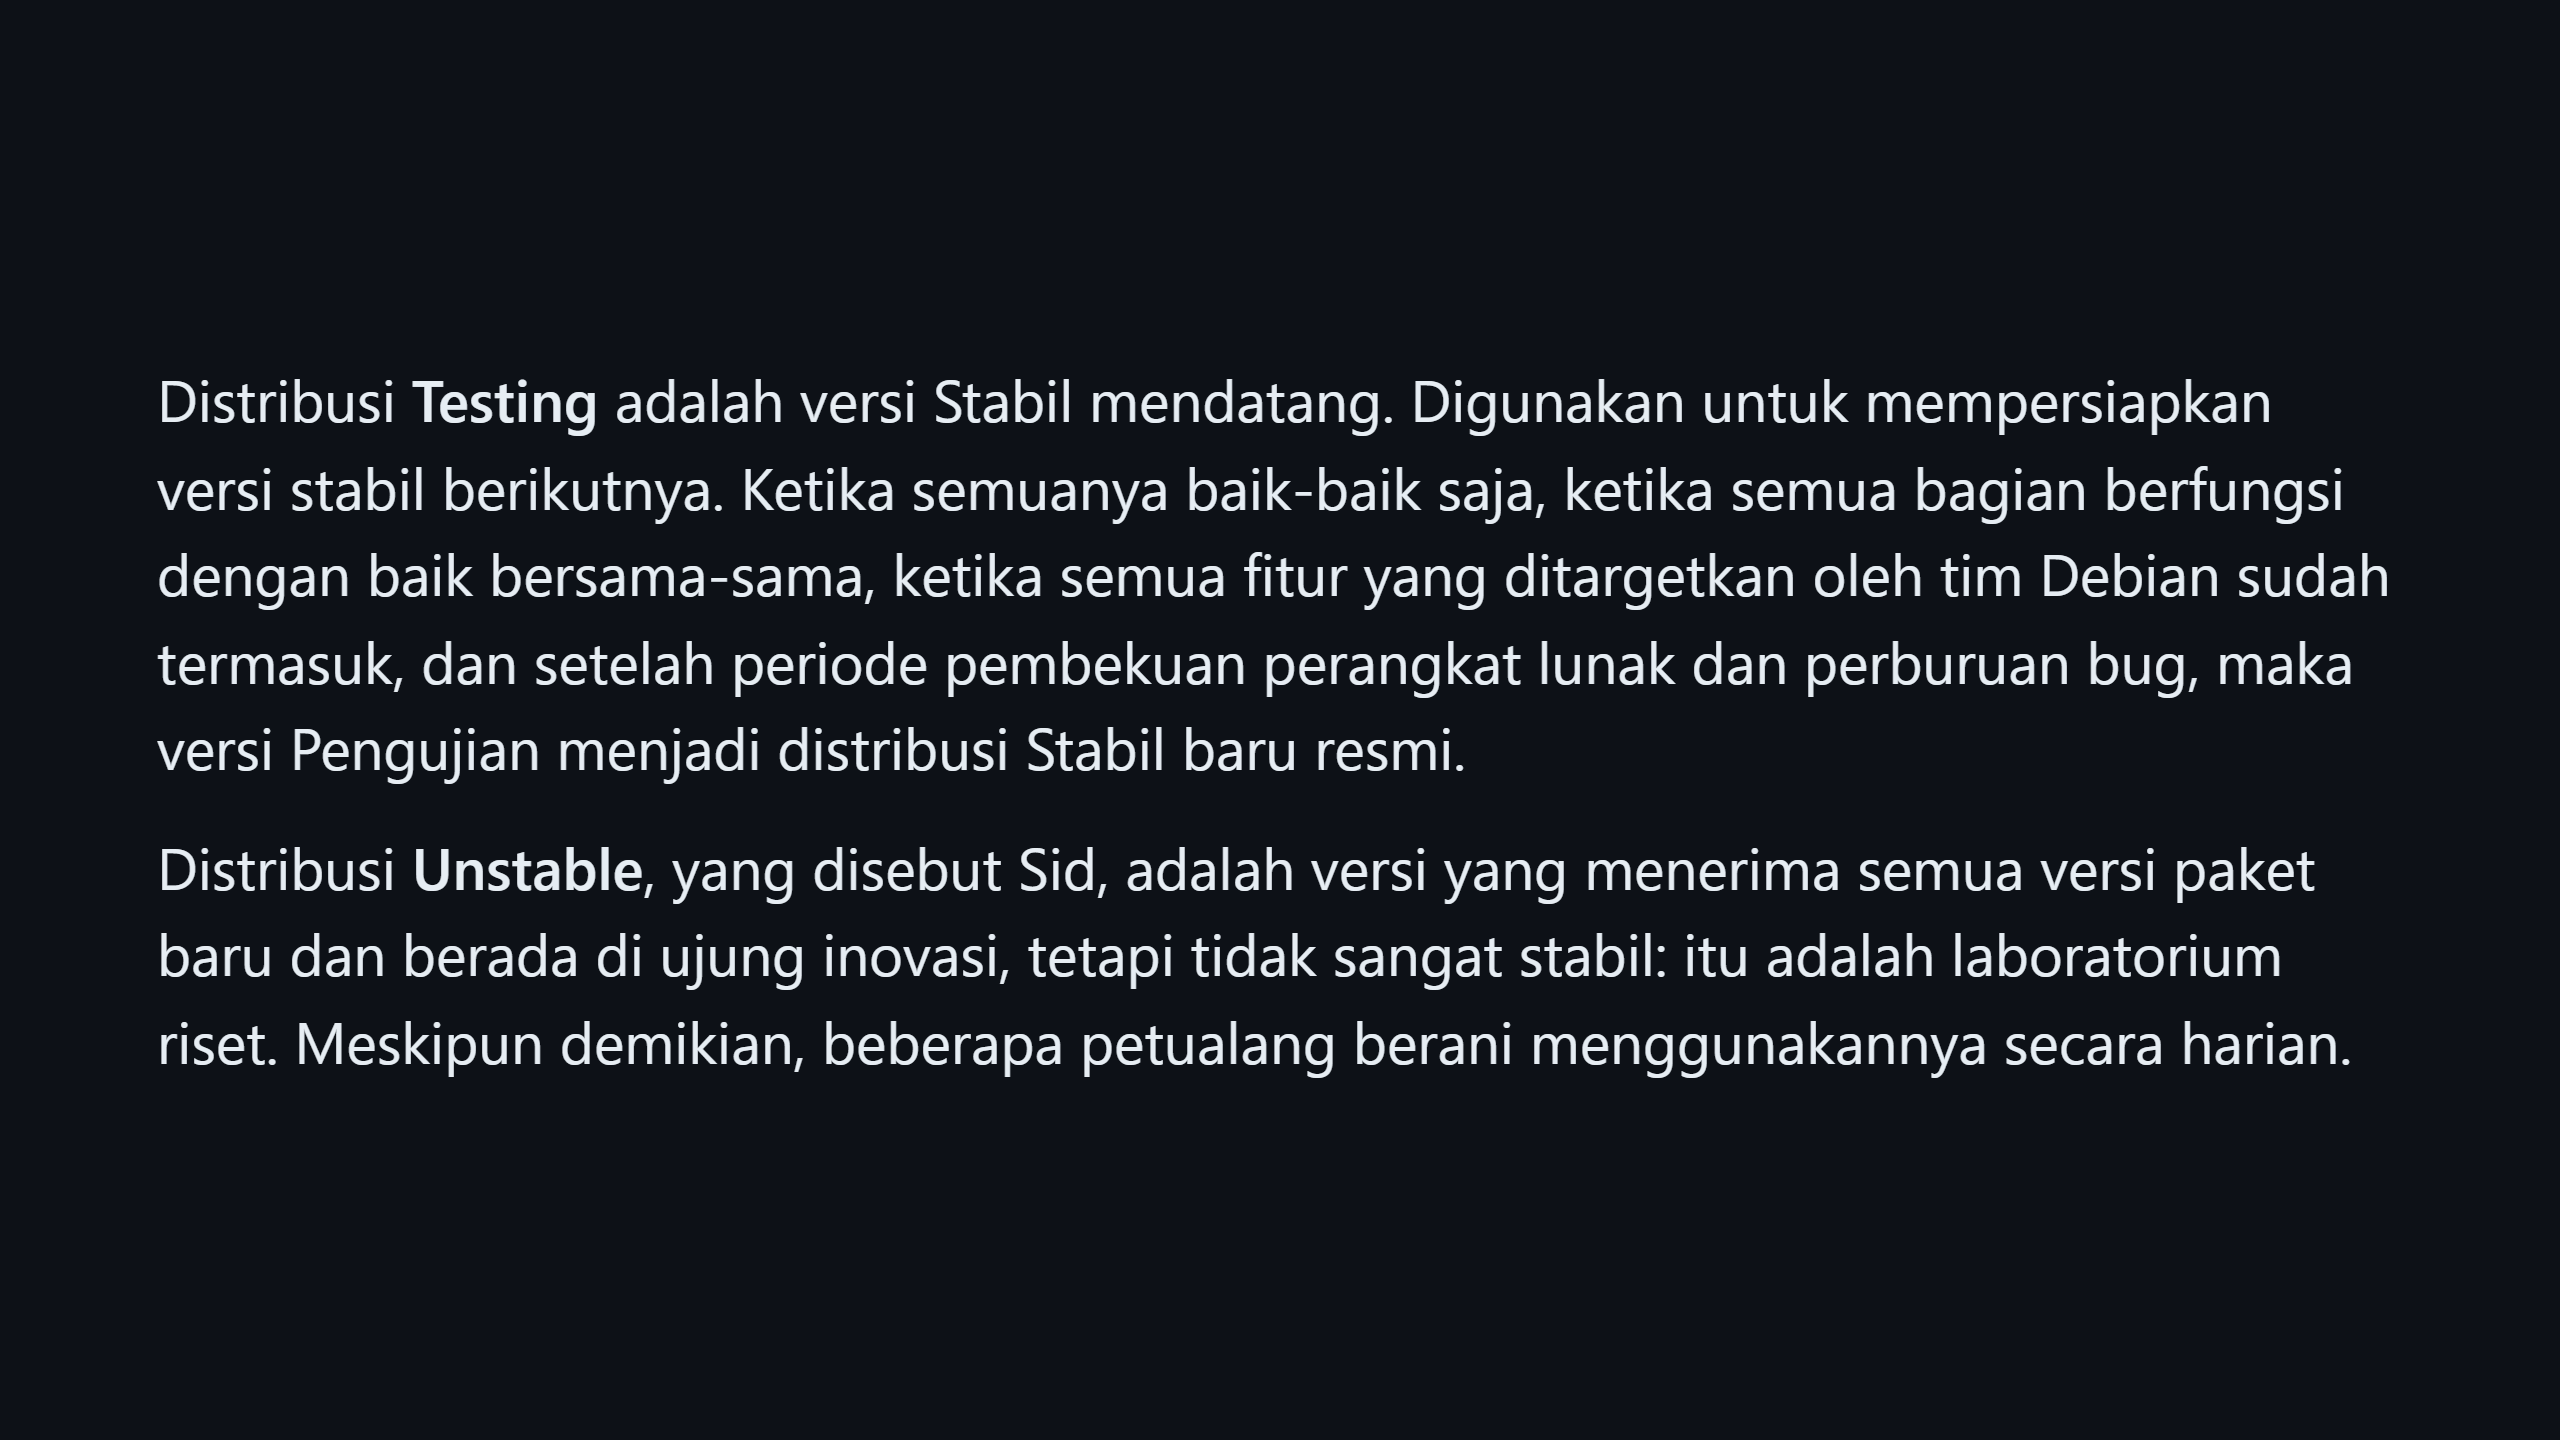 Distribusi Testing adalah versi Stabil mendatang. Digunakan untuk mempersiapkan
versi stabil berikutnya. Ketika semuanya baik-baik saja, ketika semua bagian berfungsi
dengan baik bersama-sama, ketika semua fitur yang ditargetkan oleh tim Debian sudah
termasuk, dan setelah periode pembekuan perangkat lunak dan perburuan bug, maka
versi Pengujian menjadi distribusi Stabil baru resmi.
Distribusi Unstable, yang disebut Sid, adalah versi yang menerima semua versi paket
baru dan berada di ujung inovasi, tetapi tidak sangat stabil: itu adalah laboratorium
riset. Meskipun demikian, beberapa petualang berani menggunakannya secara harian.